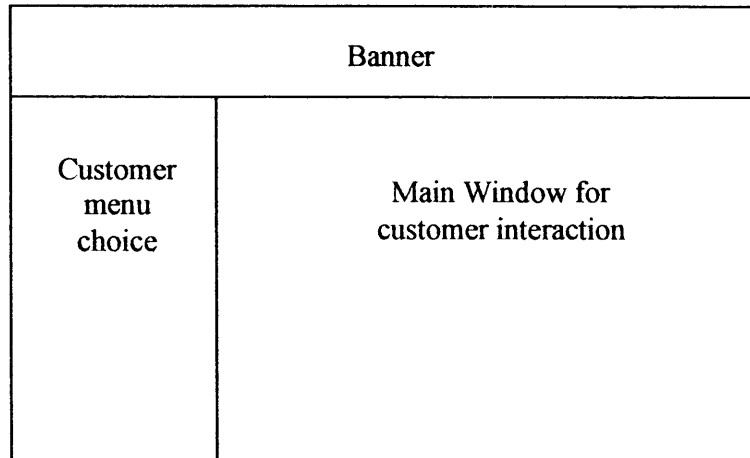 Banner
Customer
menu
choice
Main Window for
customer interaction